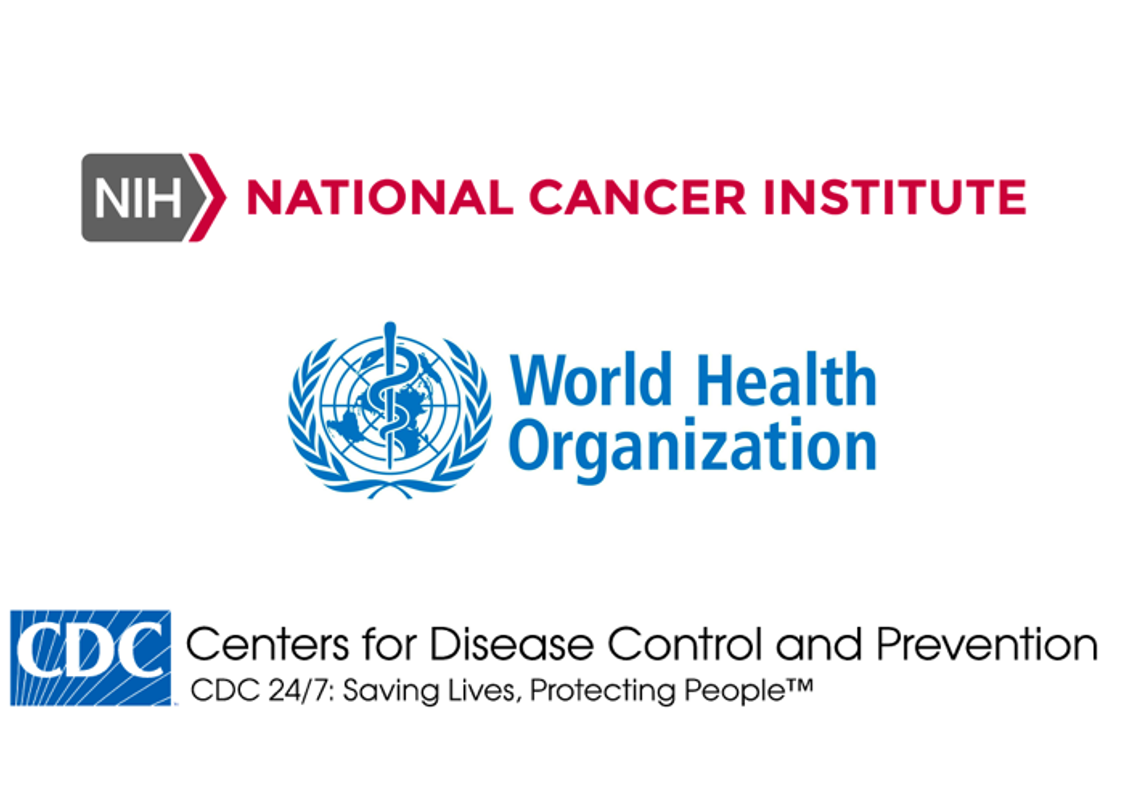 NIH NATIONAL CANCER INSTITUTE
World Health
Organization
CDC Centers for Disease Control and Prevention
CDC 24/7: Saving Lives, Protecting People™